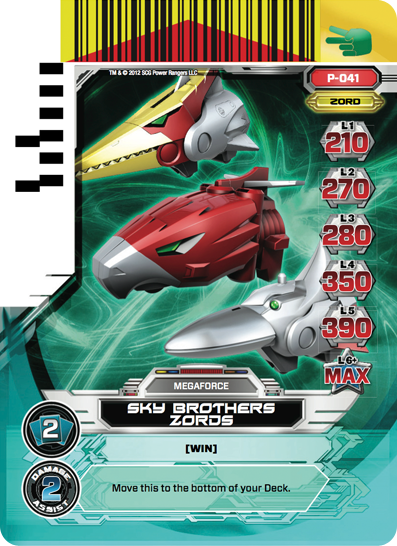 TM & © 2012 SCG Power Rangers LLC
P-041
ZORD
L1
210
L2
270
L3
280
L4
350
L5
390
L6+
MAX
MEGAFORCE
SKY BROTHERS
ZORDS
2
[WIN]
DAMAGE
2
ASSIST
Move this to the bottom of your Deck.